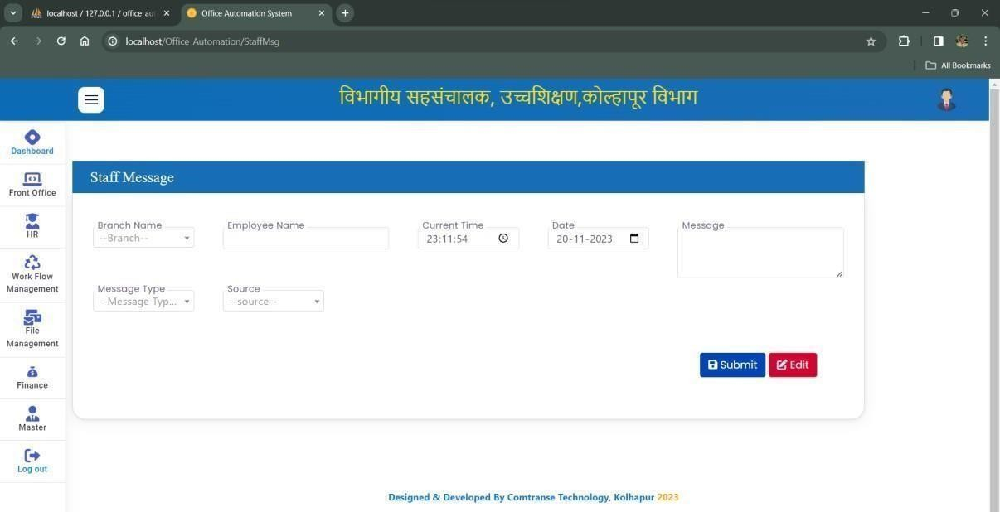 localhost / 127.0.0.1 / office_au
Office Automation System
localhost/Office_Automation/StaffMsg
All Bookmarks
विभागीय सहसंचालक, उच्चशिक्षण,कोल्हापूर विभाग
Dashboard
Front Office
HR
Work Flow
Management
File
Management
Finance
Master
Log out
Staff Message
Branch Name
--Branch--
Employee Name
Current Time
23:11:54
Date
20-11-2023
Message
Message Type
--Message Typ...
Source
--source--
Submit
Edit
Designed & Developed By Comtranse Technology, Kolhapur 2023